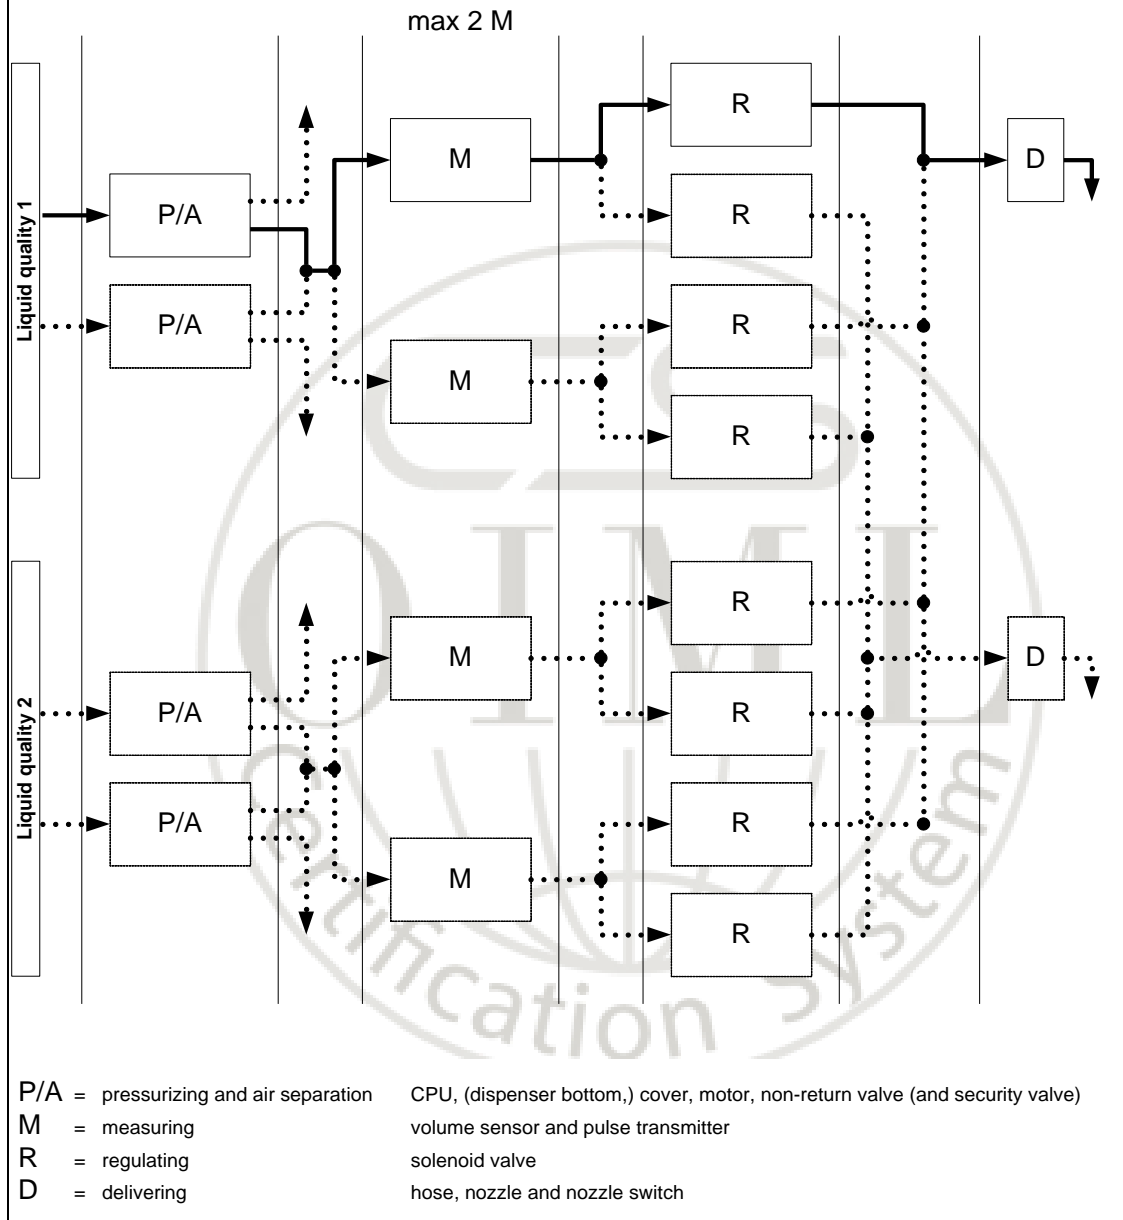 max 2 M
Liquid quality 1
P/A
P/A
M
M
R
R
R
R
D
Liquid quality 2
P/A
P/A
M
M
R
R
R
R
D
OIML
Certification System
P/A = pressurizing and air separation CPU, (dispenser bottom,) cover, motor, non-return valve (and security valve)
M = measuring volume sensor and pulse transmitter
R = regulating solenoid valve
D = delivering hose, nozzle and nozzle switch